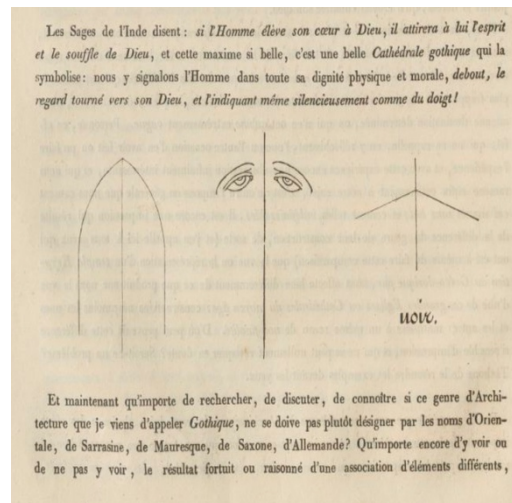 Les Sages de l'Inde disent : si l'Homme élève son cœur à Dieu, il attirera à lui l'esprit
et le souffle de Dieu, et cette maxime si belle, c'est une belle Cathédrale gothique qui la
symbolise: nous y signalons l'Homme dans toute sa dignité physique et morale, debout, le
regard tourné vers son Dieu, et l'indiquant même silencieusement comme du doigt!
Et maintenant qu'importe de rechercher, de discuter, de connoître si ce genre d'Archi-
tecture que je viens d'appeler Gothique, ne se doive pas plutôt désigner par les noms d'Orien-
tale, de Sarrasine, de Mauresque, de Saxone, d'Allemande? Qu'importe encore d'y voir ou
de ne pas y voir, le résultat fortuit ou raisonné d'une association d'éléments différents,